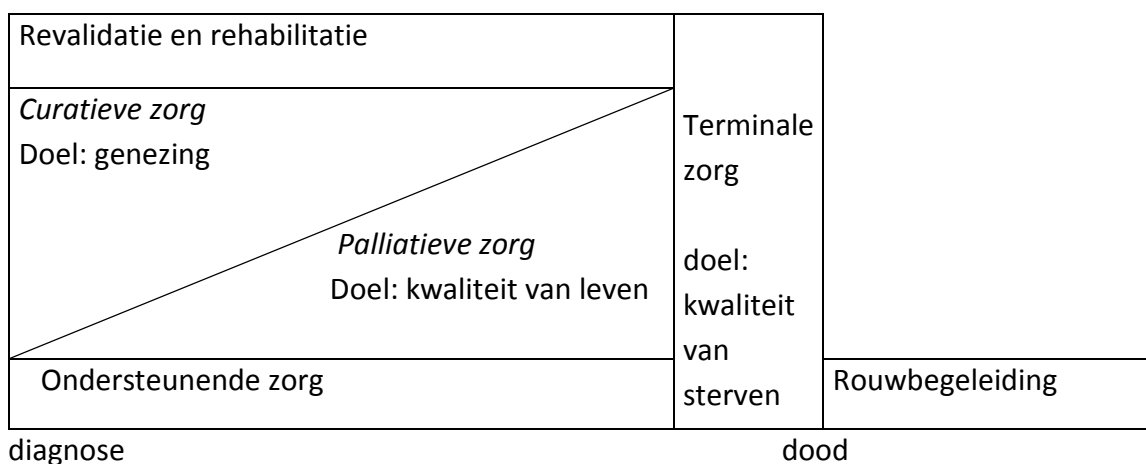 Revalidatie en rehabilitatie
Curatieve zorg
Doel: genezing
Palliatieve zorg
Doel: kwaliteit van leven
Ondersteunende zorg
Terminale
zorg
doel:
kwaliteit
van
sterven
Rouwbegeleiding
diagnose
dood